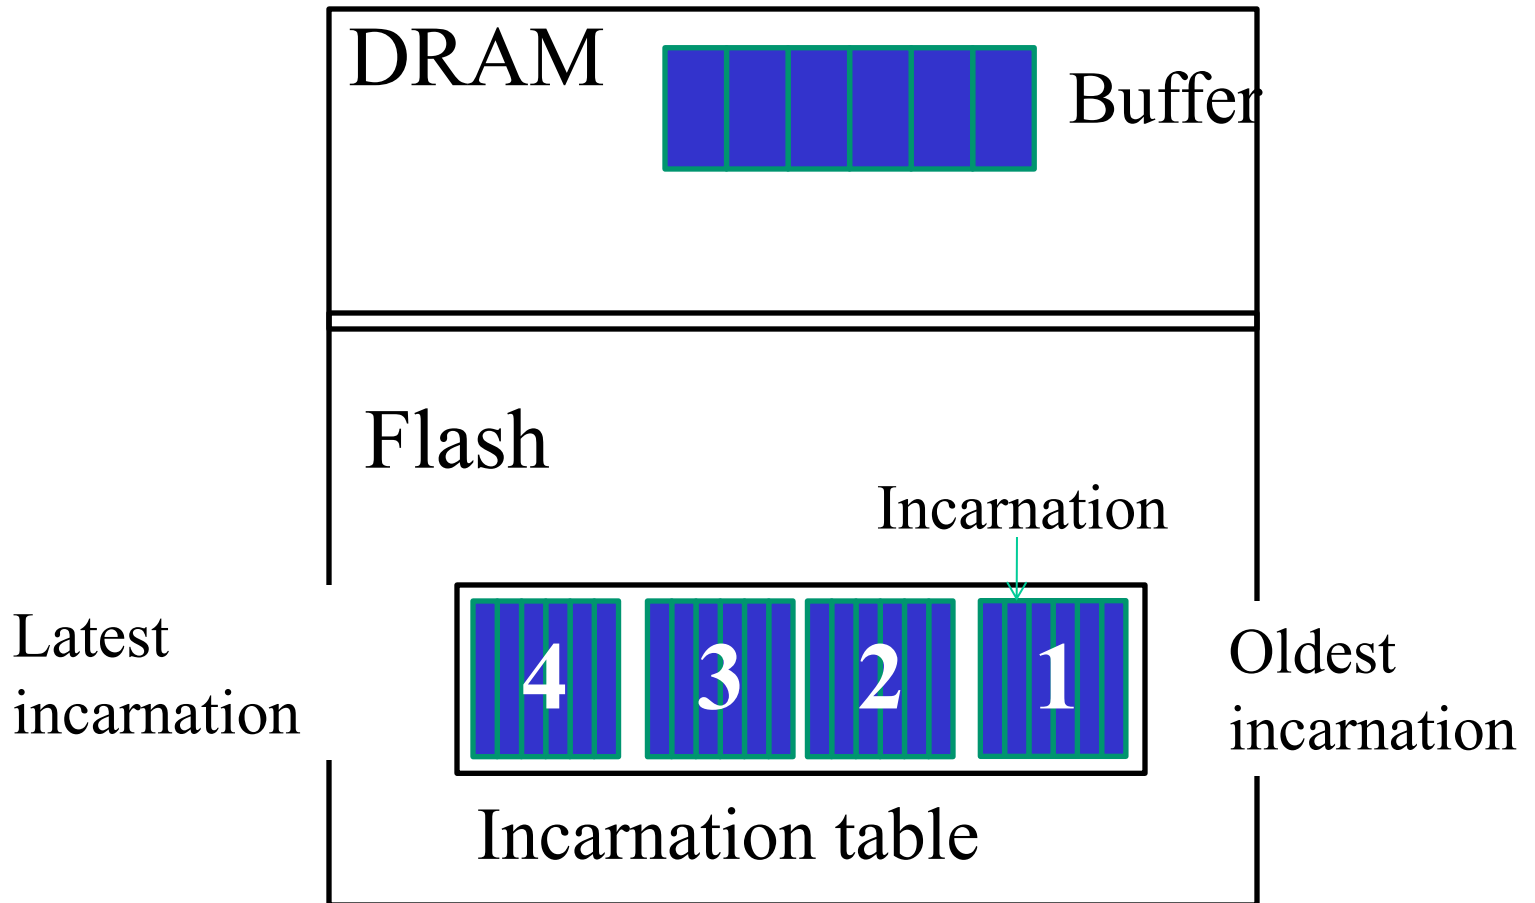 DRAM
Buffer
Flash
Incarnation
Latest
incarnation
4 3 2 1
Oldest
incarnation
Incarnation table